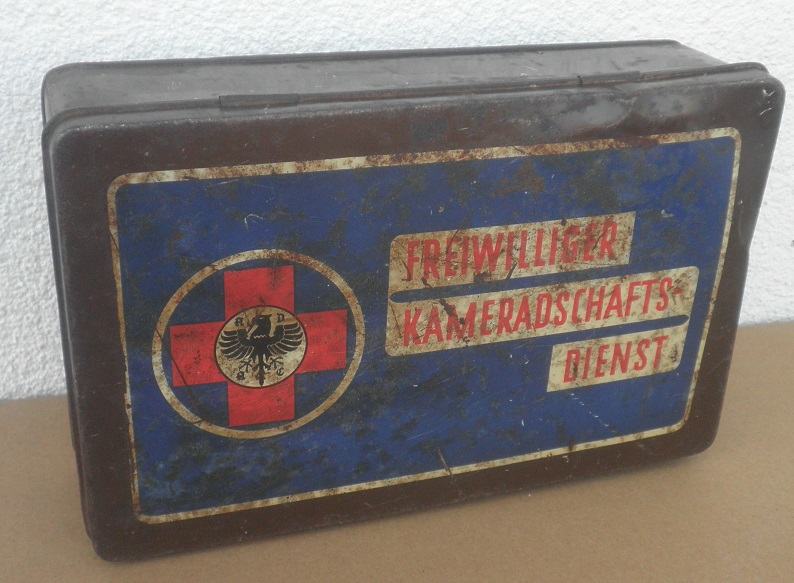 FREIWILLIGER
KAMERADSCHAFTS-
DIENST
A D
A C